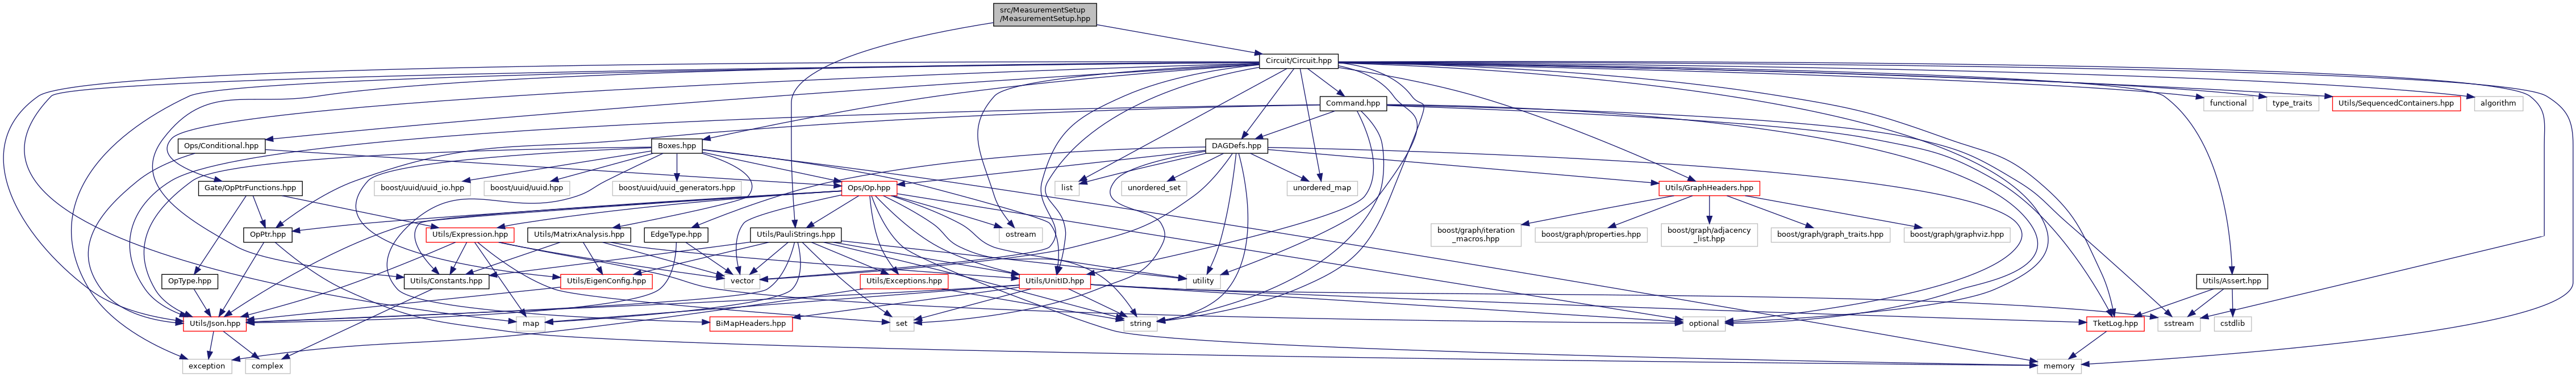 src/MeasurementSetup
/MeasurementSetup.hpp
Circuit/Circuit.hpp
Command.hpp
functional
type_traits
Utils/SequencedContainers.hpp
algorithm
Ops/Conditional.hpp
Boxes.hpp
DAGDefs.hpp
Gate/OpPtrFunctions.hpp
boost/uuid/uuid_io.hpp
boost/uuid/uuid.hpp
boost/uuid/uuid_generators.hpp
Ops/Op.hpp
list
unordered_set
unordered_map
Utils/GraphHeaders.hpp
OpPtr.hpp
Utils/Expression.hpp
Utils/MatrixAnalysis.hpp
EdgeType.hpp
Utils/PauliStrings.hpp
ostream
boost/graph/iteration
_macros.hpp
boost/graph/properties.hpp
boost/graph/adjacency
_list.hpp
boost/graph/graph_traits.hpp
boost/graph/graphviz.hpp
OpType.hpp
Utils/Constants.hpp
Utils/EigenConfig.hpp
vector
Utils/Exceptions.hpp
Utils/UnitID.hpp
utility
Utils/Assert.hpp
Utils/Json.hpp
map
BiMapHeaders.hpp
set
string
optional
TketLog.hpp
sstream
cstdlib
exception
complex
memory